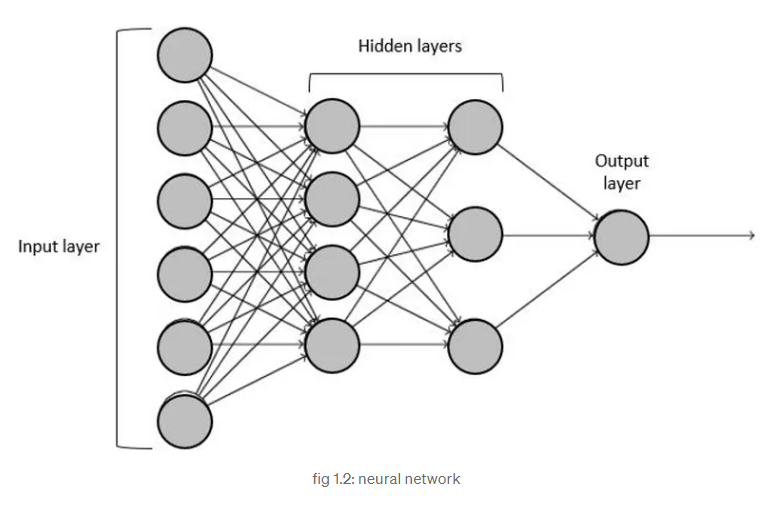 Hidden layers
Output
layer
Input layer
fig 1.2: neural network